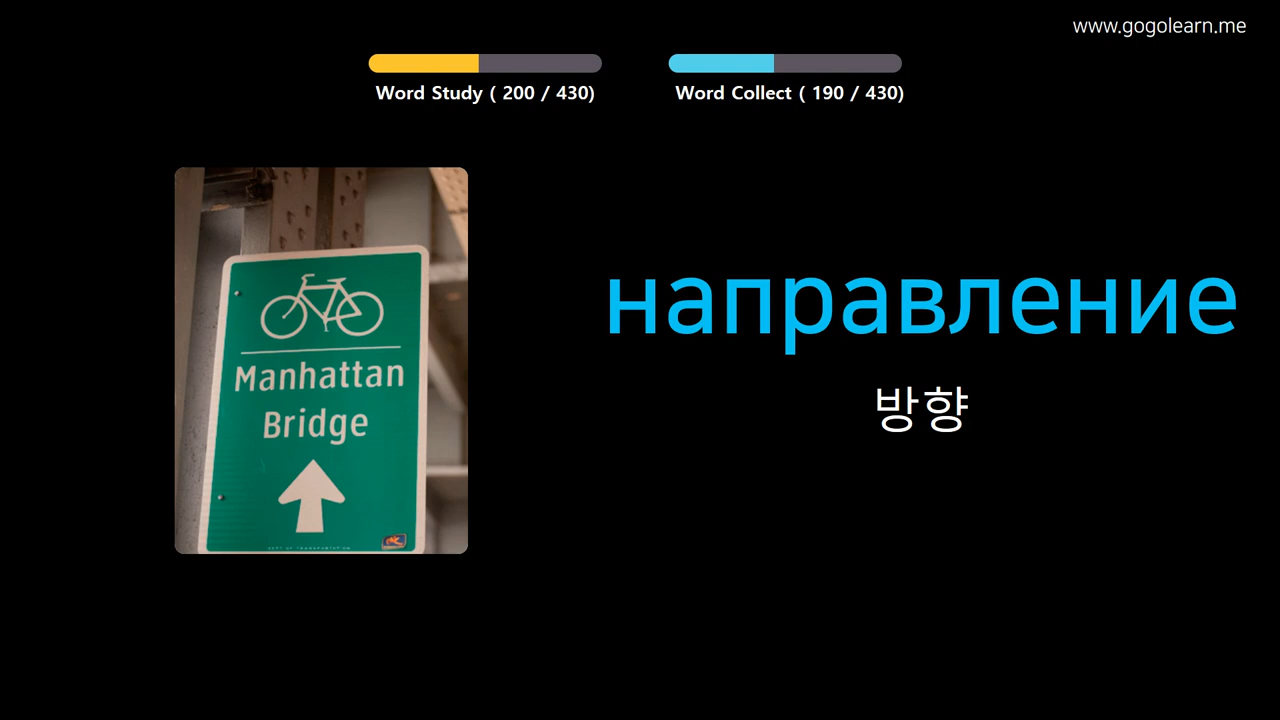 www.gogolearn.me
Word Study ( 200 / 430)
Word Collect ( 190 / 430)
Manhattan
Bridge
направление
방향